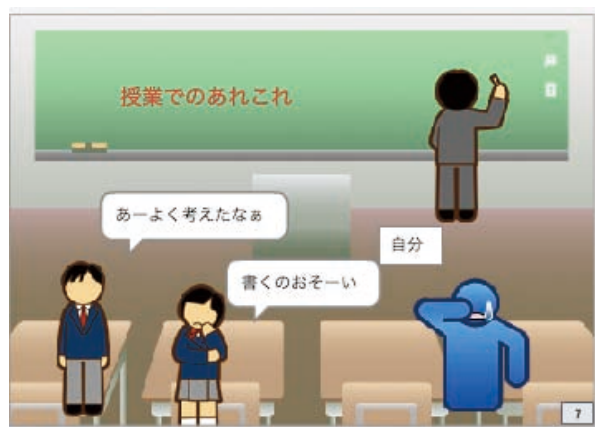 授業でのあれこれ
あーよく考えたなぁ
自分
書くのおそーい
7